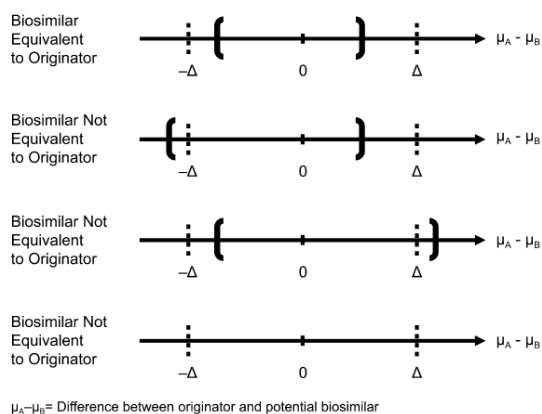 Biosimilar
Equivalent
to Originator
μA - μB
–Δ 0 Δ
Biosimilar Not
Equivalent
to Originator
μA - μB
–Δ 0 Δ
Biosimilar Not
Equivalent
to Originator
μA - μB
–Δ 0 Δ
Biosimilar Not
Equivalent
to Originator
μA - μB
–Δ 0 Δ
μA–μB= Difference between originator and potential biosimilar